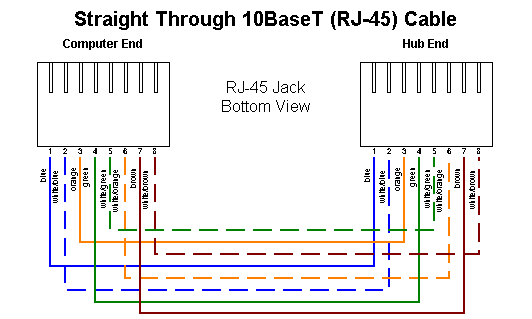 Straight Through 10BaseT (RJ-45) Cable
Computer End
Hub End
RJ-45 Jack
Bottom View
1 2 3 4 5 6 7 8
1 2 3 4 5 6 7 8
blue
white/blue
orange
green
white/green
white/orange
brown
white/brown
blue
white/blue
orange
green
white/green
white/orange
brown
white/brown